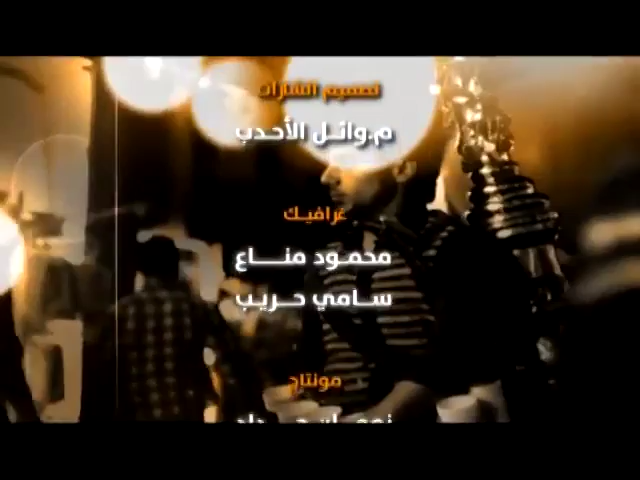 تصميم الشارات
م.وائل الأحدب
غرافيك
محمود مناع
سامي حريب
مونتاج